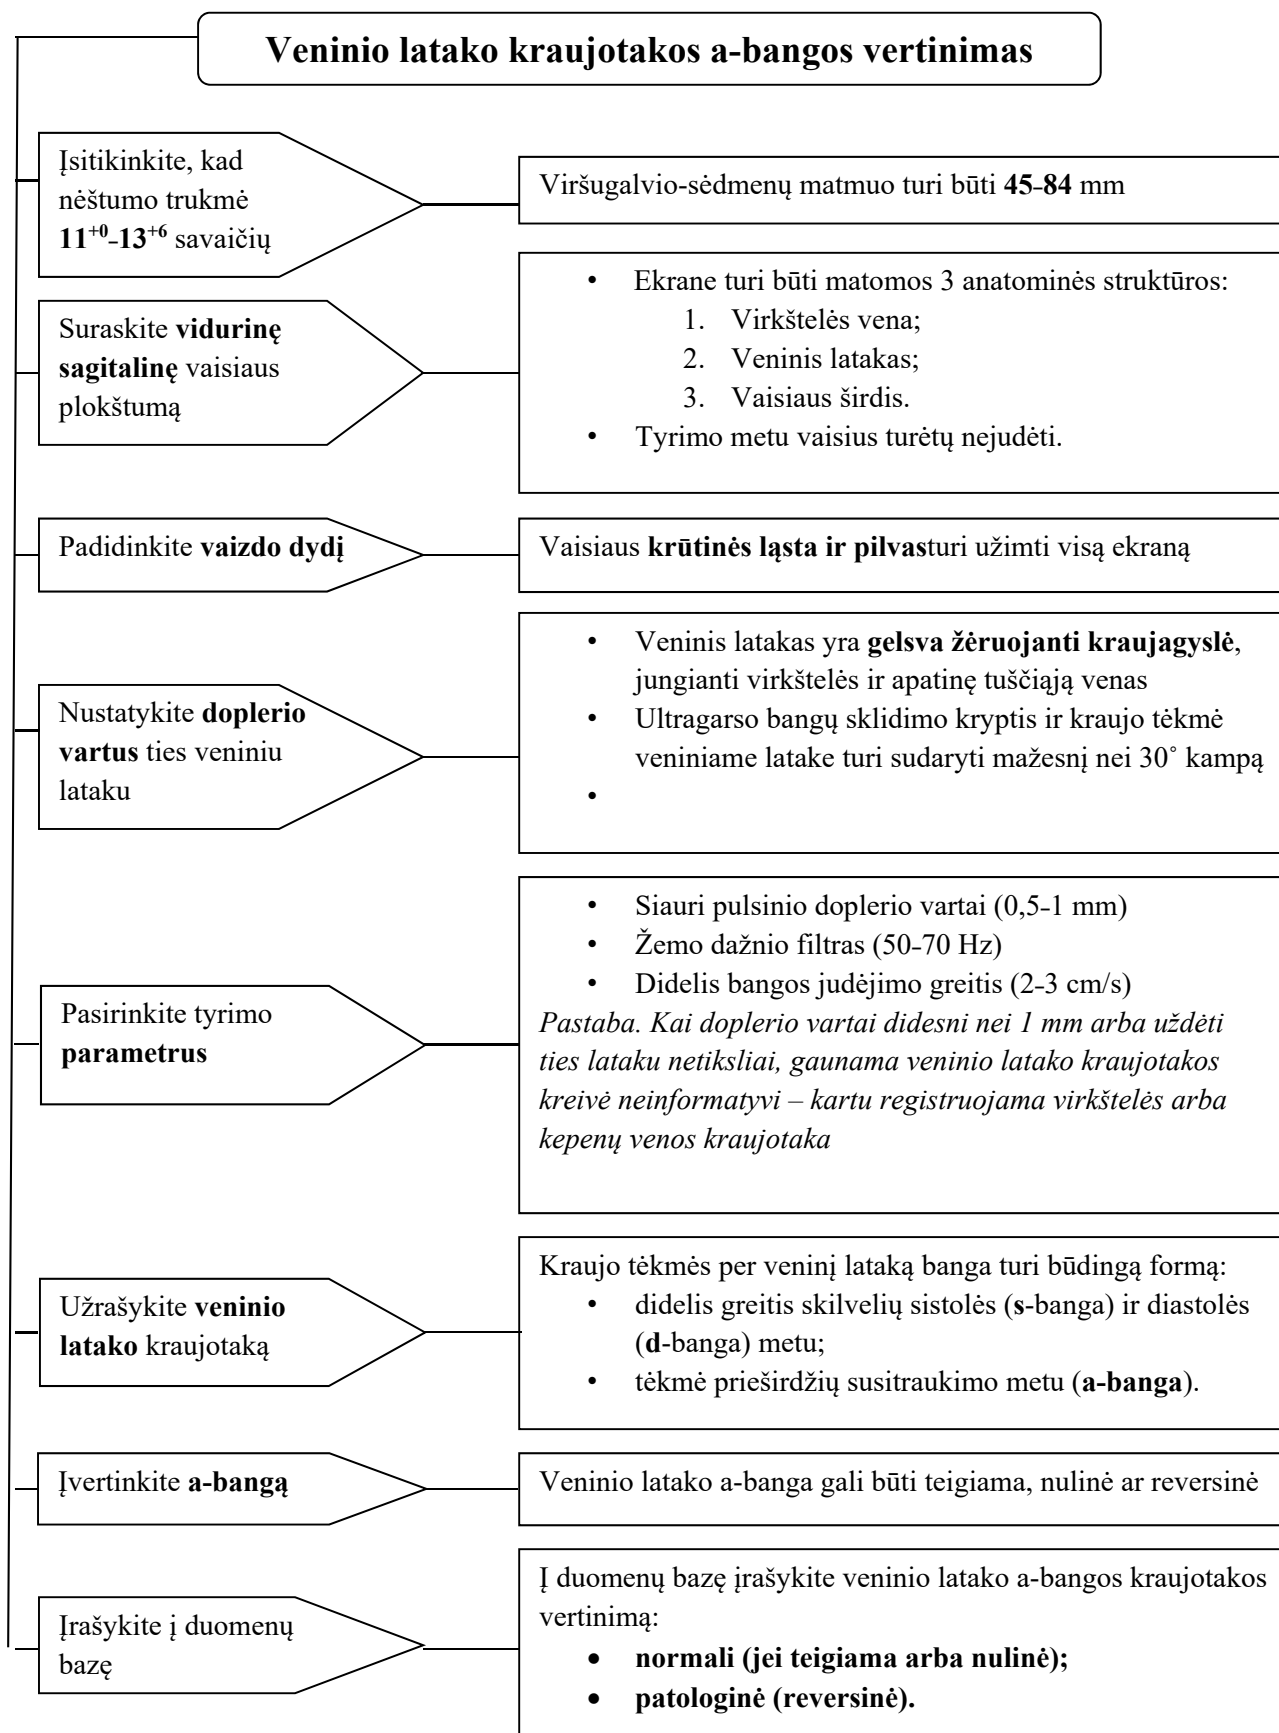 Veninio latako kraujotakos a-bangos vertinimas
Įsitikinkite, kad
nėštumo trukmė
11+0-13+6 savaičių
Viršugalvio-sėdmenų matmuo turi būti 45-84 mm
Suraskite vidurinę
sagitalinę vaisiaus
plokštumą
• Ekrane turi būti matomos 3 anatominės struktūros:
1. Virkštelės vena;
2. Veninis latakas;
3. Vaisiaus širdis.
• Tyrimo metu vaisius turėtų nejudėti.
Padidinkite vaizdo dydį
Vaisiaus krūtinės ląsta ir pilvasturi užimti visą ekraną
Nustatykite doplerio
vartus ties veniniu
lataku
• Veninis latakas yra gelsva žėruojanti kraujagyslė,
jungianti virkštelės ir apatinę tuščiąją venas
• Ultragarso bangų sklidimo kryptis ir kraujo tėkmė
veniniame latake turi sudaryti mažesnį nei 30˚ kampą
•
Pasirinkite tyrimo
parametrus
• Siauri pulsinio doplerio vartai (0,5-1 mm)
• Žemo dažnio filtras (50-70 Hz)
• Didelis bangos judėjimo greitis (2-3 cm/s)
Pastaba. Kai doplerio vartai didesni nei 1 mm arba uždėti
ties lataku netiksliai, gaunama veninio latako kraujotakos
kreivė neinformatyvi – kartu registruojama virkštelės arba
kepenų venos kraujotaka
Užrašykite veninio
latako kraujotaką
Kraujo tėkmės per veninį lataką banga turi būdingą formą:
• didelis greitis skilvelių sistolės (s-banga) ir diastolės
(d-banga) metu;
• tėkmė prieširdžių susitraukimo metu (a-banga).
Įvertinkite a-bangą
Veninio latako a-banga gali būti teigiama, nulinė ar reversinė
Įrašykite į duomenų
bazę
Į duomenų bazę įrašykite veninio latako a-bangos kraujotakos
vertinimą:
• normali (jei teigiama arba nulinė);
• patologinė (reversinė).